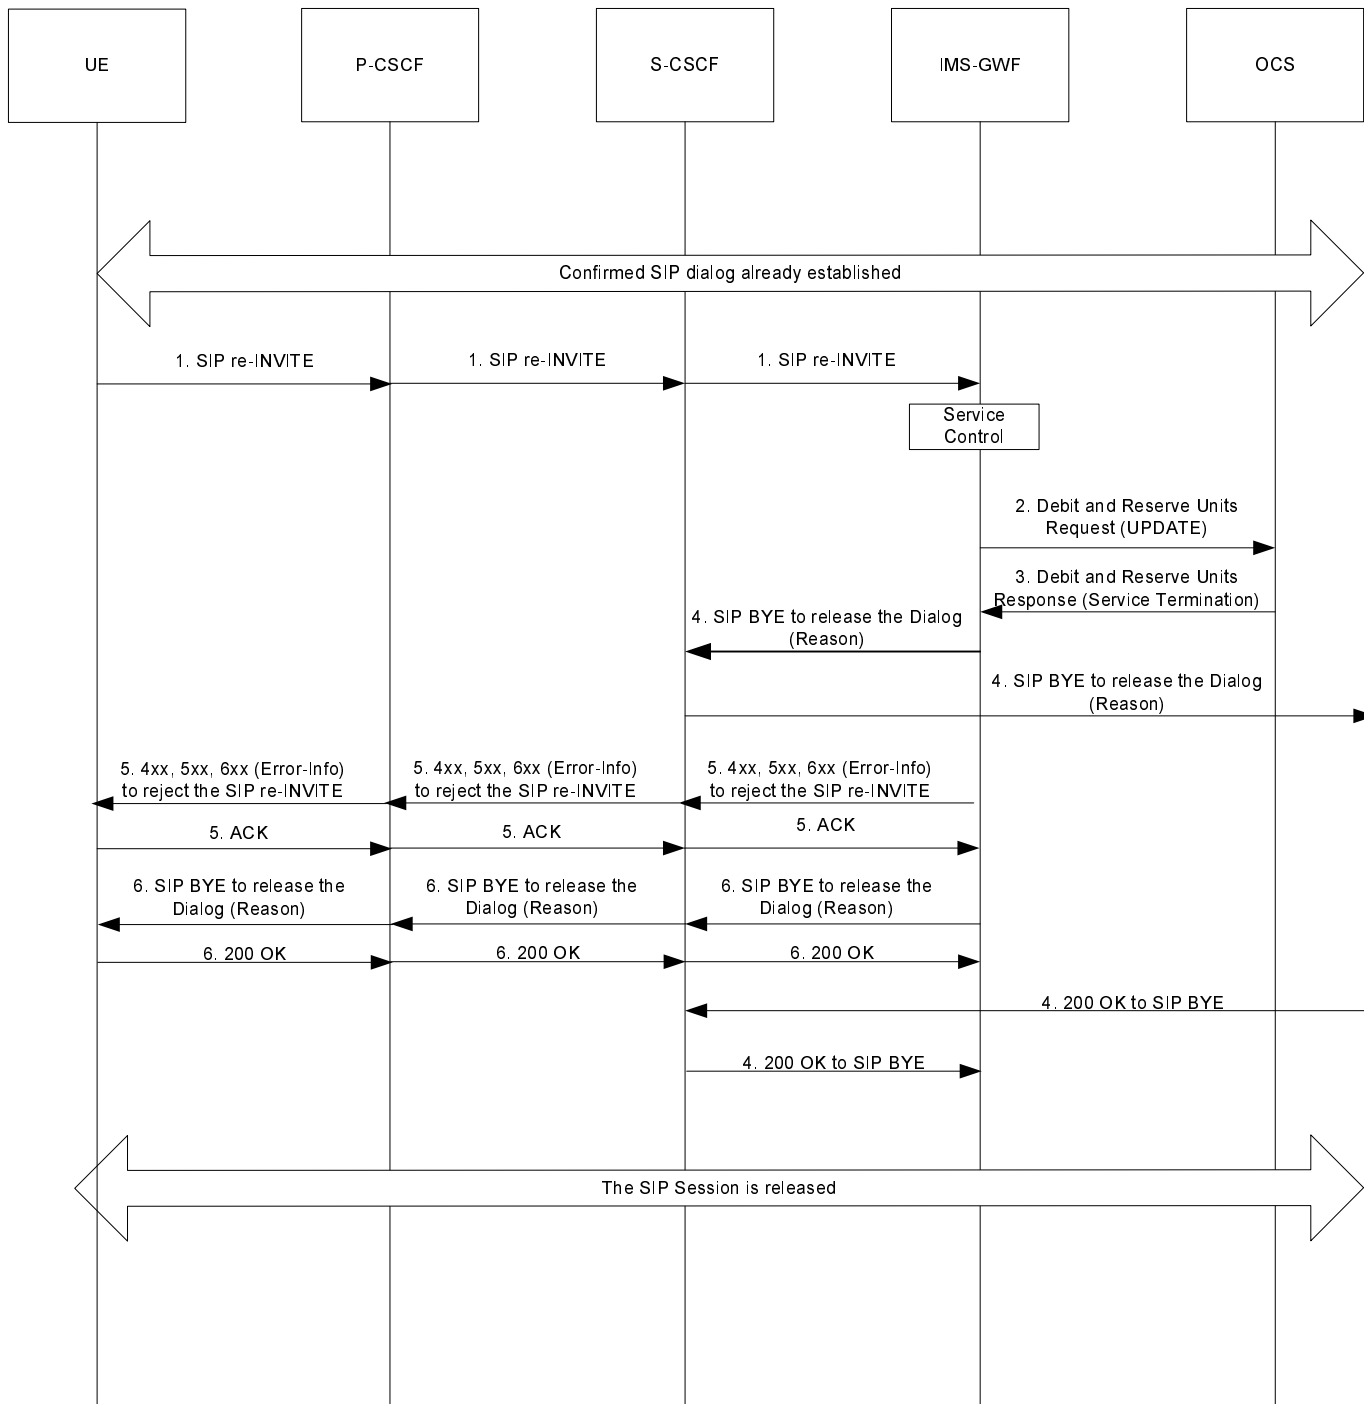 UE
P-CSCF
S-CSCF
IMS-GWF
OCS
Confirmed SIP dialog already established
1. SIP re-INVITE
1. SIP re-INVITE
1. SIP re-INVITE
Service
Control
2. Debit and Reserve Units
Request (UPDATE)
3. Debit and Reserve Units
Response (Service Termination)
4. SIP BYE to release the Dialog
(Reason)
4. SIP BYE to release the Dialog
(Reason)
5. 4xx, 5xx, 6xx (Error-Info)
to reject the SIP re-INVITE
5. 4xx, 5xx, 6xx (Error-Info)
to reject the SIP re-INVITE
5. 4xx, 5xx, 6xx (Error-Info)
to reject the SIP re-INVITE
5. ACK
5. ACK
5. ACK
6. SIP BYE to release the
Dialog (Reason)
6. SIP BYE to release the
Dialog (Reason)
6. SIP BYE to release the
Dialog (Reason)
6. 200 OK
6. 200 OK
6. 200 OK
4. 200 OK to SIP BYE
4. 200 OK to SIP BYE
The SIP Session is released